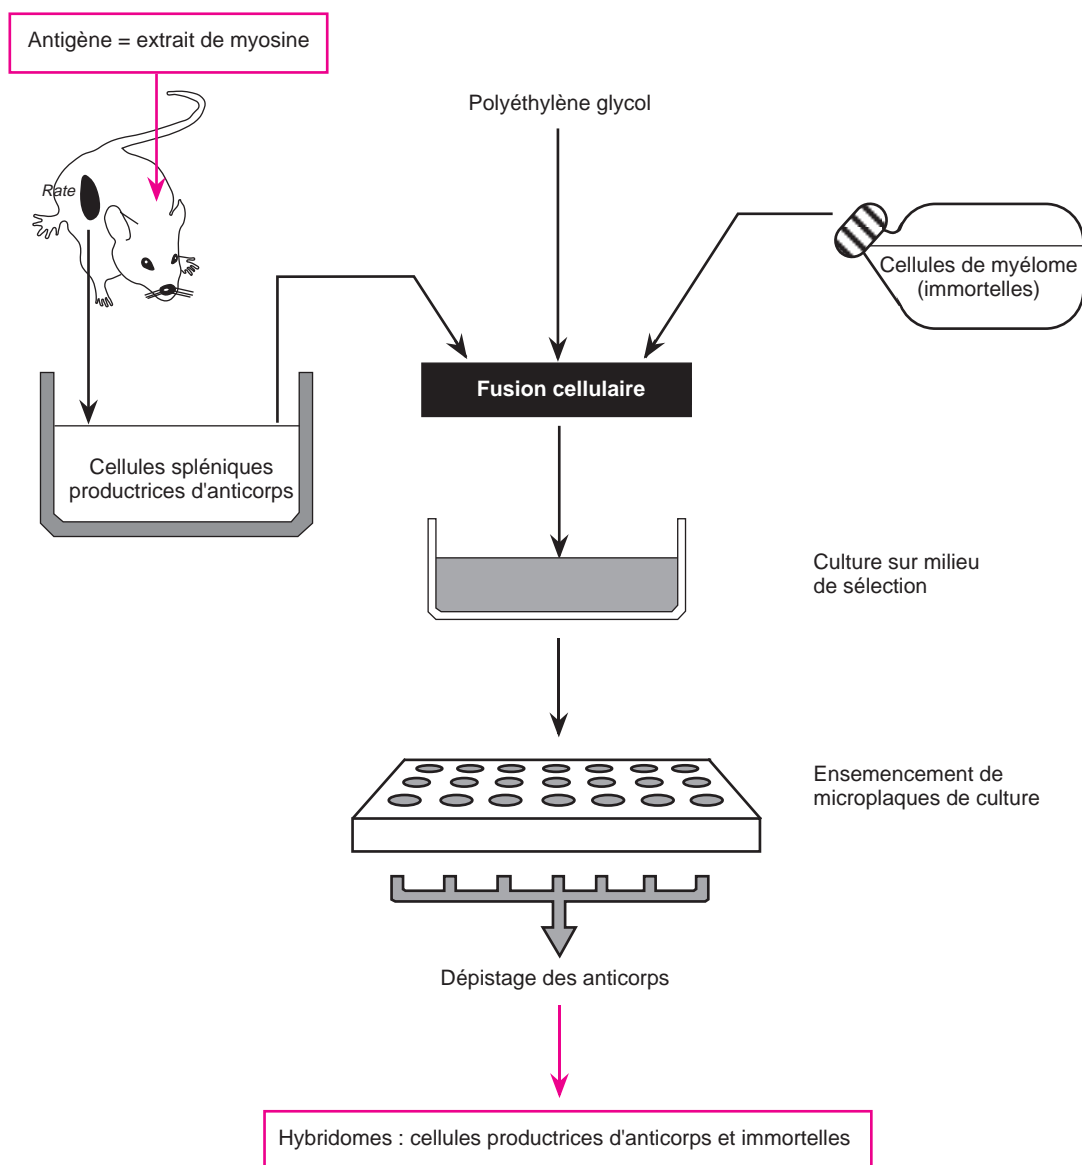 Antigène = extrait de myosine
Polyéthylène glycol
Rate
Cellules de myélome
(immortelles)
Fusion cellulaire
Cellules spléniques
productrices d'anticorps
Culture sur milieu
de sélection
Ensemencement de
microplaques de culture
Dépistage des anticorps
Hybridomes : cellules productrices d'anticorps et immortelles